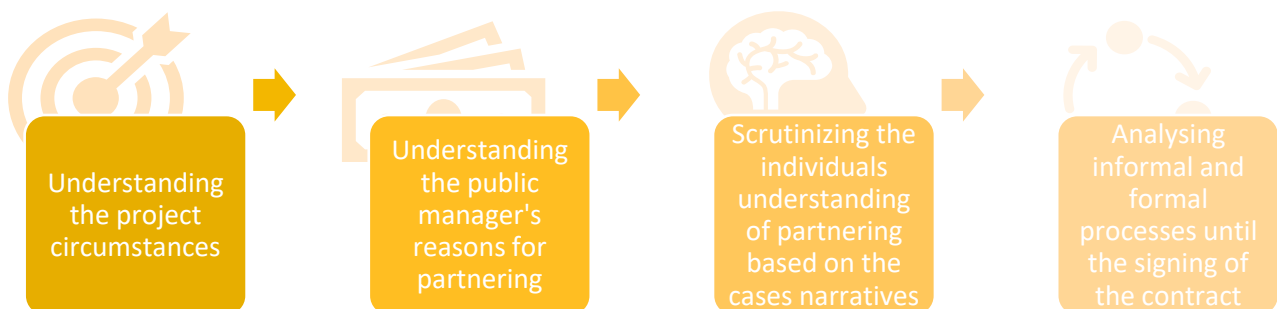 Understanding
the project
circumstances
Understanding
the public
manager's
reasons for
partnering
Scrutinizing the
individuals
understanding
of partnering
based on the
cases narratives
Analysing
informal and
formal
processes until
the signing of
the contract